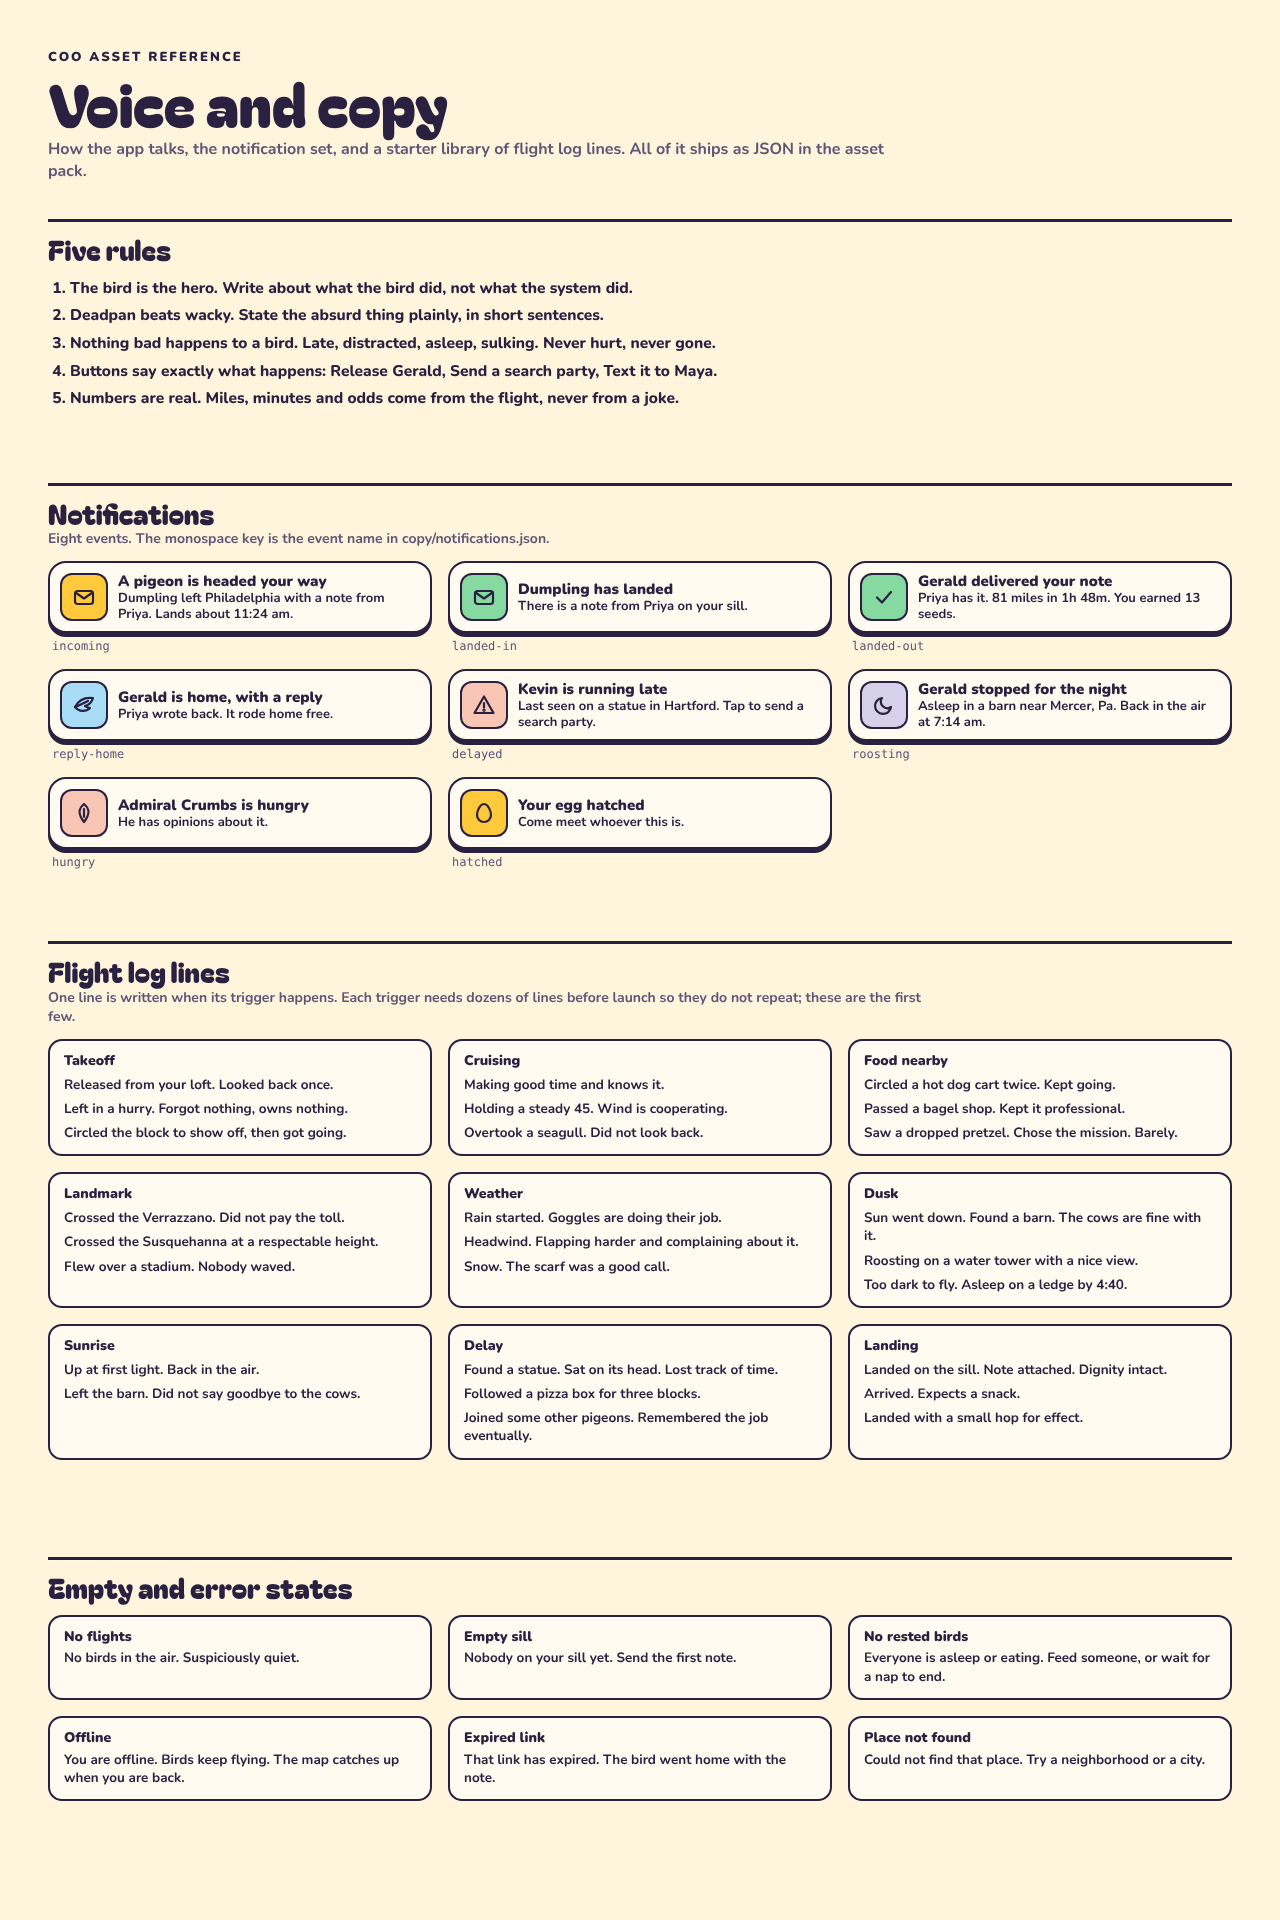 COO ASSET REFERENCE
Voice and copy
How the app talks, the notification set, and a starter library of flight log lines. All of it ships as JSON in the asset
pack.
Five rules
1. The bird is the hero. Write about what the bird did, not what the system did.
2. Deadpan beats wacky. State the absurd thing plainly, in short sentences.
3. Nothing bad happens to a bird. Late, distracted, asleep, sulking. Never hurt, never gone.
4. Buttons say exactly what happens: Release Gerald, Send a search party, Text it to Maya.
5. Numbers are real. Miles, minutes and odds come from the flight, never from a joke.
Notifications
Eight events. The monospace key is the event name in copy/notifications.json.
A pigeon is headed your way
Dumpling left Philadelphia with a note from
Priya. Lands about 11:24 am.
incoming
Dumpling has landed
There is a note from Priya on your sill.
landed-in
Gerald delivered your note
Priya has it. 81 miles in 1h 48m. You earned 13
seeds.
landed-out
Gerald is home, with a reply
Priya wrote back. It rode home free.
reply-home
Kevin is running late
Last seen on a statue in Hartford. Tap to send a
search party.
delayed
Gerald stopped for the night
Asleep in a barn near Mercer, Pa. Back in the air
at 7:14 am.
roosting
Admiral Crumbs is hungry
He has opinions about it.
hungry
Your egg hatched
Come meet whoever this is.
hatched
Flight log lines
One line is written when its trigger happens. Each trigger needs dozens of lines before launch so they do not repeat; these are the first
few.
Takeoff
Released from your loft. Looked back once.
Left in a hurry. Forgot nothing, owns nothing.
Circled the block to show off, then got going.
Cruising
Making good time and knows it.
Holding a steady 45. Wind is cooperating.
Overtook a seagull. Did not look back.
Food nearby
Circled a hot dog cart twice. Kept going.
Passed a bagel shop. Kept it professional.
Saw a dropped pretzel. Chose the mission. Barely.
Landmark
Crossed the Verrazzano. Did not pay the toll.
Crossed the Susquehanna at a respectable height.
Flew over a stadium. Nobody waved.
Weather
Rain started. Goggles are doing their job.
Headwind. Flapping harder and complaining about it.
Snow. The scarf was a good call.
Dusk
Sun went down. Found a barn. The cows are fine with
it.
Roosting on a water tower with a nice view.
Too dark to fly. Asleep on a ledge by 4:40.
Sunrise
Up at first light. Back in the air.
Left the barn. Did not say goodbye to the cows.
Delay
Found a statue. Sat on its head. Lost track of time.
Followed a pizza box for three blocks.
Joined some other pigeons. Remembered the job
eventually.
Landing
Landed on the sill. Note attached. Dignity intact.
Arrived. Expects a snack.
Landed with a small hop for effect.
Empty and error states
No flights
No birds in the air. Suspiciously quiet.
Empty sill
Nobody on your sill yet. Send the first note.
No rested birds
Everyone is asleep or eating. Feed someone, or wait for
a nap to end.
Offline
You are offline. Birds keep flying. The map catches up
when you are back.
Expired link
That link has expired. The bird went home with the
note.
Place not found
Could not find that place. Try a neighborhood or a city.